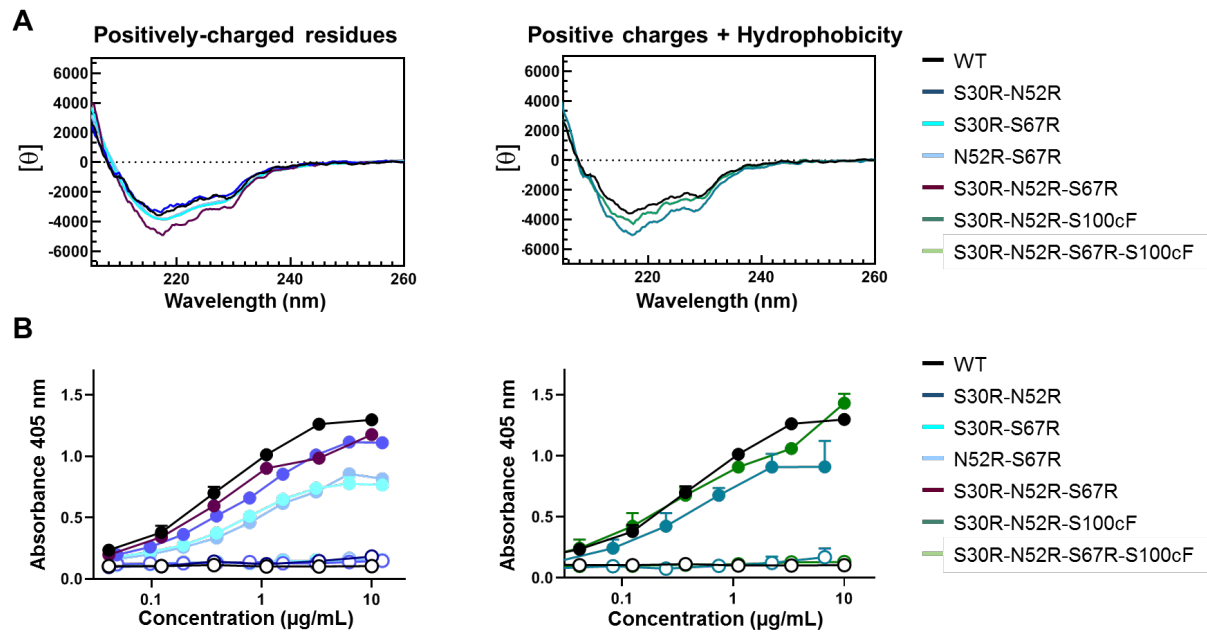 A
Positively-charged residues
[θ]
6000
4000
2000
0
-2000
-4000
-6000
220
240
260
Wavelength (nm)
Positive charges + Hydrophobicity
[θ]
6000
4000
2000
0
-2000
-4000
-6000
220
240
260
Wavelength (nm)
WT
S30R-N52R
S30R-S67R
N52R-S67R
S30R-N52R-S67R
S30R-N52R-S100cF
S30R-N52R-S67R-S100cF
B
Absorbance 405 nm
1.5
1.0
0.5
0.0
0.1
1
10
Concentration (µg/mL)
Absorbance 405 nm
1.5
1.0
0.5
0.0
0.1
1
10
Concentration (µg/mL)
WT
S30R-N52R
S30R-S67R
N52R-S67R
S30R-N52R-S67R
S30R-N52R-S100cF
S30R-N52R-S67R-S100cF